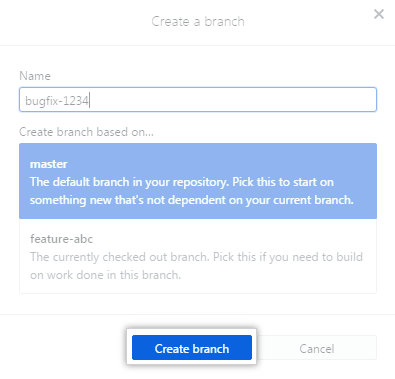 Create a branch
Name
bugfix-1234
Create branch based on...
master
The default branch in your repository. Pick this to start on
something new that's not dependent on your current branch.
feature-abc
The currently checked out branch. Pick this if you need to build
on work done in this branch.
Create branch
Cancel